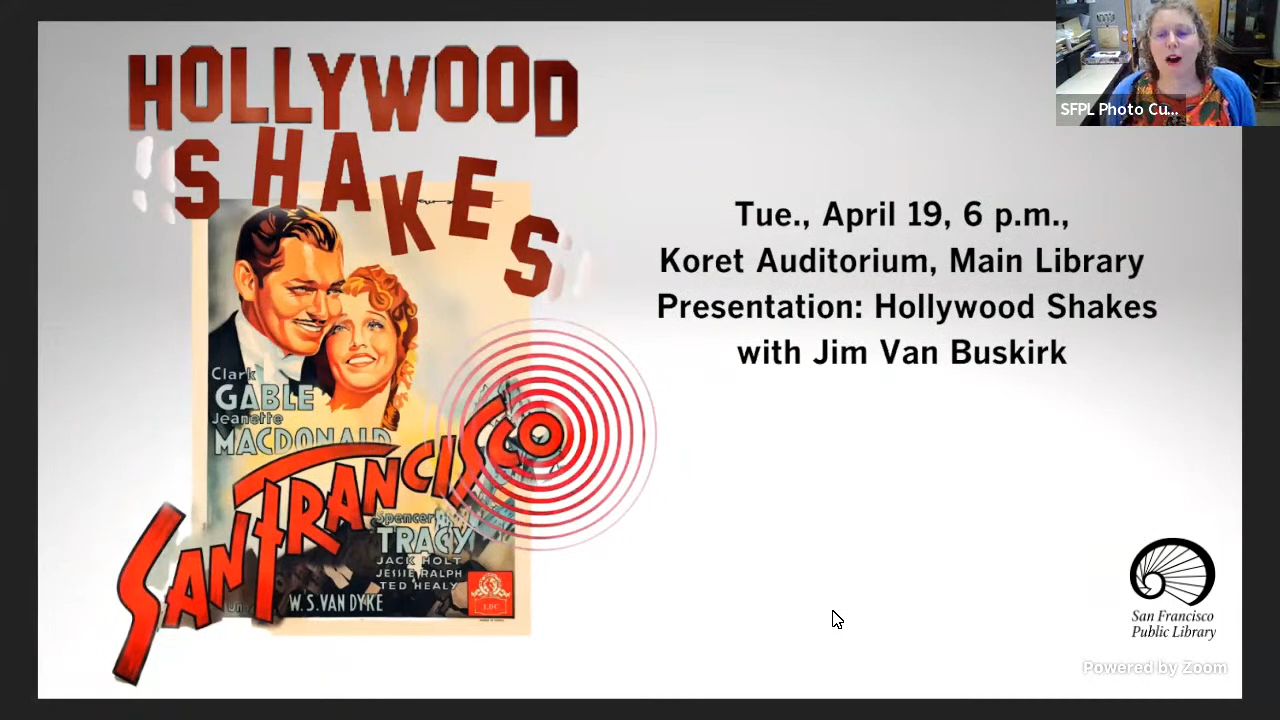 HOLLYWOOD
SHAKES
Clark
GABLE
Jeanette
MACDONALD
SAN FRANCISCO
Spencer
TRACY
JACK HOLT
JESSIE RALPH
TED HEALY
W.S. VAN DYKE
Tue., April 19, 6 p.m.,
Koret Auditorium, Main Library
Presentation: Hollywood Shakes
with Jim Van Buskirk
SFPL Photo Cu...
San Francisco
Public Library
Powered by Zoom